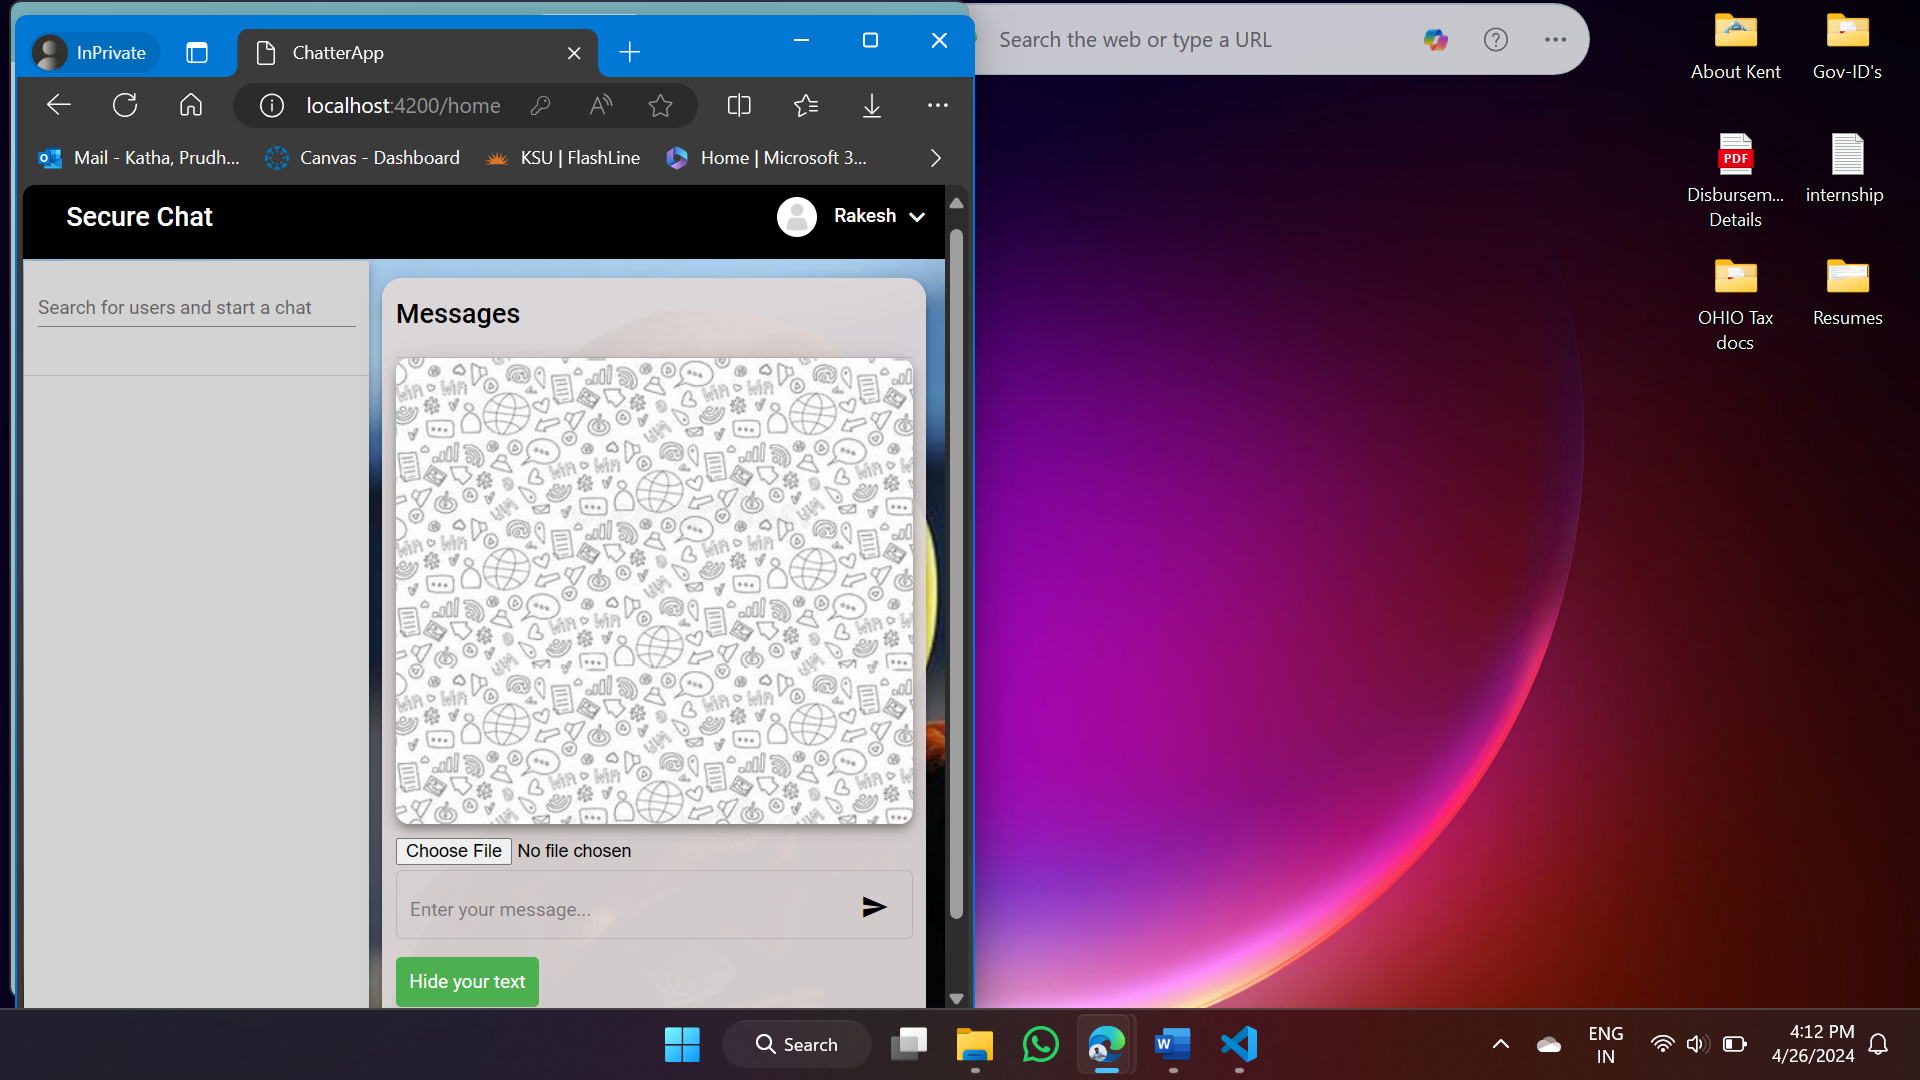 InPrivate
ChatterApp
Search the web or type a URL
localhost:4200/home
Mail - Katha, Prudh...
Canvas - Dashboard
KSU | FlashLine
Home | Microsoft 3...
Secure Chat
Rakesh
Search for users and start a chat
Messages
Choose File No file chosen
Enter your message...
Hide your text
About Kent
Gov-ID's
PDF
Disbursem...
Details
internship
OHIO Tax
docs
Resumes
Search
ENG
IN
4:12 PM
4/26/2024